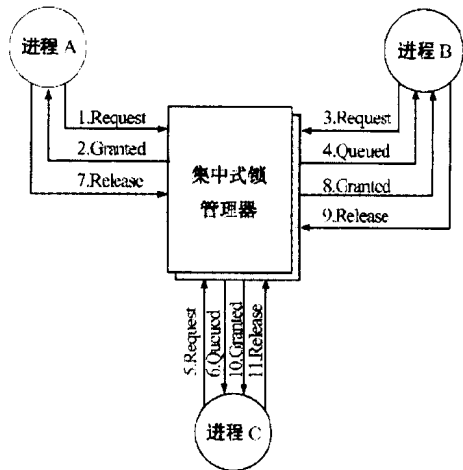 进程 A
进程 B
1.Request
2.Granted
7.Release
3.Request
4.Queued
8.Granted
9.Release
集中式锁
管理器
5.Request
6.Queued
10.Granted
11.Release
进程 C